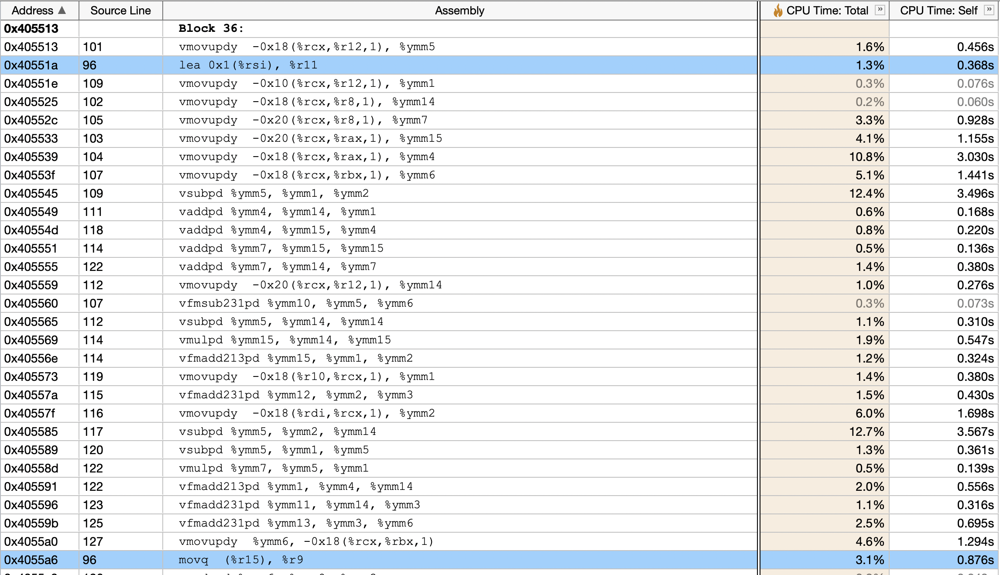 Address ▲ Source Line Assembly CPU Time: Total » CPU Time: Self »
0x405513 Block 36:
0x405513 101 vmovupdy -0x18(%rcx,%r12,1), %ymm5 1.6% 0.456s
0x40551a 96 lea 0x1(%rsi), %r11 1.3% 0.368s
0x40551e 109 vmovupdy -0x10(%rcx,%r12,1), %ymm1 0.3% 0.076s
0x405525 102 vmovupdy -0x18(%rcx,%r8,1), %ymm14 0.2% 0.060s
0x40552c 105 vmovupdy -0x20(%rcx,%r8,1), %ymm7 3.3% 0.928s
0x405533 103 vmovupdy -0x20(%rcx,%rax,1), %ymm15 4.1% 1.155s
0x405539 104 vmovupdy -0x18(%rcx,%rax,1), %ymm4 10.8% 3.030s
0x40553f 107 vmovupdy -0x18(%rcx,%rbx,1), %ymm6 5.1% 1.441s
0x405545 109 vsubpd %ymm5, %ymm1, %ymm2 12.4% 3.496s
0x405549 111 vaddpd %ymm4, %ymm14, %ymm1 0.6% 0.168s
0x40554d 118 vaddpd %ymm4, %ymm15, %ymm4 0.8% 0.220s
0x405551 114 vaddpd %ymm7, %ymm15, %ymm15 0.5% 0.136s
0x405555 122 vaddpd %ymm7, %ymm14, %ymm7 1.4% 0.380s
0x405559 112 vmovupdy -0x20(%rcx,%r12,1), %ymm14 1.0% 0.276s
0x405560 107 vfmsub231pd %ymm10, %ymm5, %ymm6 0.3% 0.073s
0x405565 112 vsubpd %ymm5, %ymm14, %ymm14 1.1% 0.310s
0x405569 114 vmulpd %ymm15, %ymm14, %ymm15 1.9% 0.547s
0x40556e 114 vfmadd213pd %ymm15, %ymm1, %ymm2 1.2% 0.324s
0x405573 119 vmovupdy -0x18(%r10,%rcx,1), %ymm1 1.4% 0.380s
0x40557a 115 vfmadd231pd %ymm12, %ymm2, %ymm3 1.5% 0.430s
0x40557f 116 vmovupdy -0x18(%rdi,%rcx,1), %ymm2 6.0% 1.698s
0x405585 117 vsubpd %ymm5, %ymm2, %ymm14 12.7% 3.567s
0x405589 120 vsubpd %ymm5, %ymm1, %ymm5 1.3% 0.361s
0x40558d 122 vmulpd %ymm7, %ymm5, %ymm1 0.5% 0.139s
0x405591 122 vfmadd213pd %ymm1, %ymm4, %ymm14 2.0% 0.556s
0x405596 123 vfmadd231pd %ymm11, %ymm14, %ymm3 1.1% 0.316s
0x40559b 125 vfmadd231pd %ymm13, %ymm3, %ymm6 2.5% 0.695s
0x4055a0 127 vmovupdy %ymm6, -0x18(%rcx,%rbx,1) 4.6% 1.294s
0x4055a6 96 movq (%r15), %r9 3.1% 0.876s